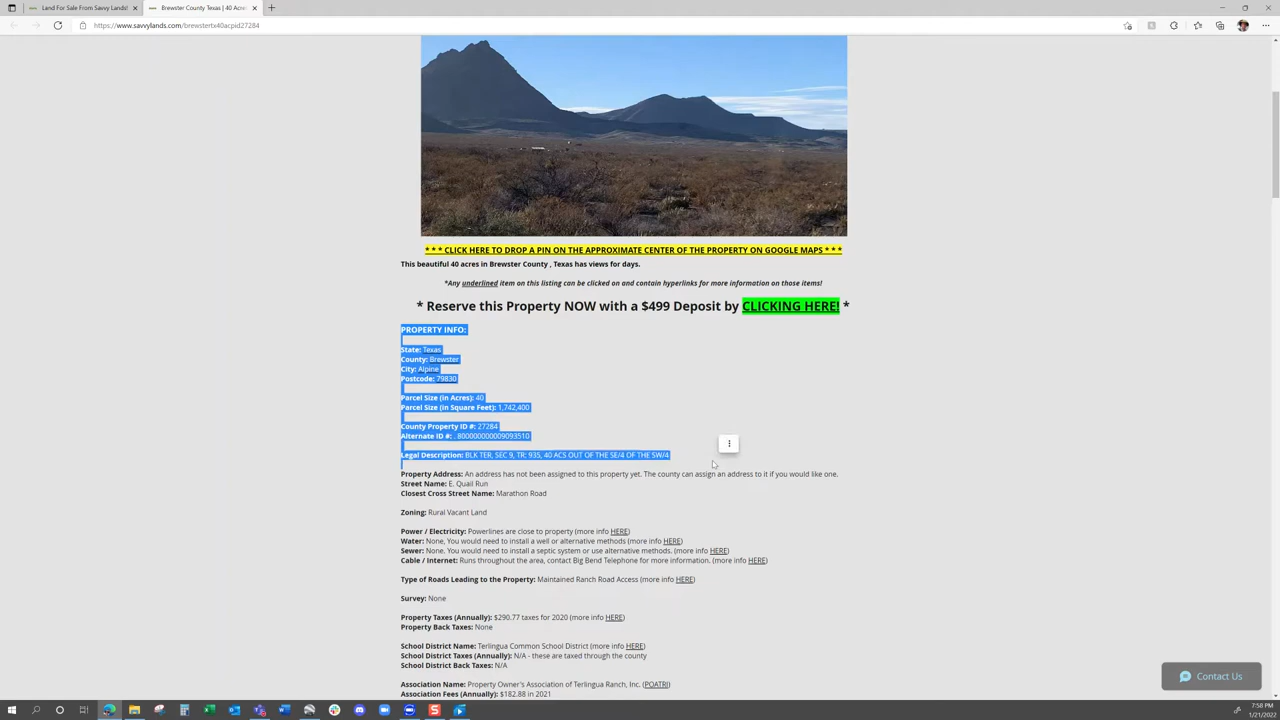 Land For Sale From Savvy Lands!
Brewster County Texas | 40 Acre
https://www.savvylands.com/brewstertx40acpid27284
* * * CLICK HERE TO DROP A PIN ON THE APPROXIMATE CENTER OF THE PROPERTY ON GOOGLE MAPS * * *
This beautiful 40 acres in Brewster County , Texas has views for days.
*Any underlined item on this listing can be clicked on and contain hyperlinks for more information on those items!
* Reserve this Property NOW with a $499 Deposit by CLICKING HERE! *
PROPERTY INFO:
State: Texas
County: Brewster
City: Alpine
Postcode: 79830
Parcel Size (in Acres): 40
Parcel Size (in Square Feet): 1,742,400
County Property ID #: 27284
Alternate ID #: . 800000000009093510
Legal Description: BLK TER, SEC 9, TR: 935, 40 ACS OUT OF THE SE/4 OF THE SW/4
Property Address: An address has not been assigned to this property yet. The county can assign an address to it if you would like one.
Street Name: E. Quail Run
Closest Cross Street Name: Marathon Road
Zoning: Rural Vacant Land
Power / Electricity: Powerlines are close to property (more info HERE)
Water: None, You would need to install a well or alternative methods (more info HERE)
Sewer: None. You would need to install a septic system or use alternative methods. (more info HERE)
Cable / Internet: Runs throughout the area, contact Big Bend Telephone for more information. (more info HERE)
Type of Roads Leading to the Property: Maintained Ranch Road Access (more info HERE)
Survey: None
Property Taxes (Annually): $290.77 taxes for 2020 (more info HERE)
Property Back Taxes: None
School District Name: Terlingua Common School District (more info HERE)
School District Taxes (Annually): N/A - these are taxed through the county
School District Back Taxes: N/A
Association Name: Property Owner's Association of Terlingua Ranch, Inc. (POATRI)
Association Fees (Annually): $182.88 in 2021
Contact Us
7:58 PM
1/21/2022